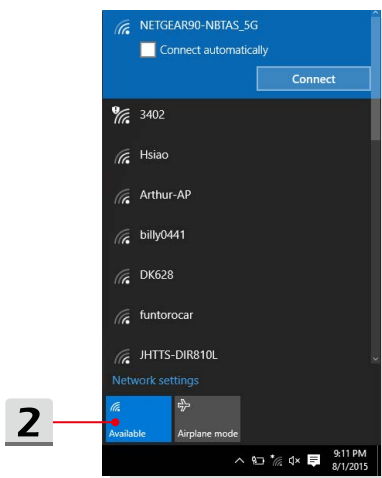 NETGEAR90-NBTAS_5G
Connect automatically
Connect
3402
Hsiao
Arthur-AP
billy0441
DK628
funtorocar
JHTTS-DIR810L
Network settings
2
Available
Airplane mode
9:11 PM
8/1/2015